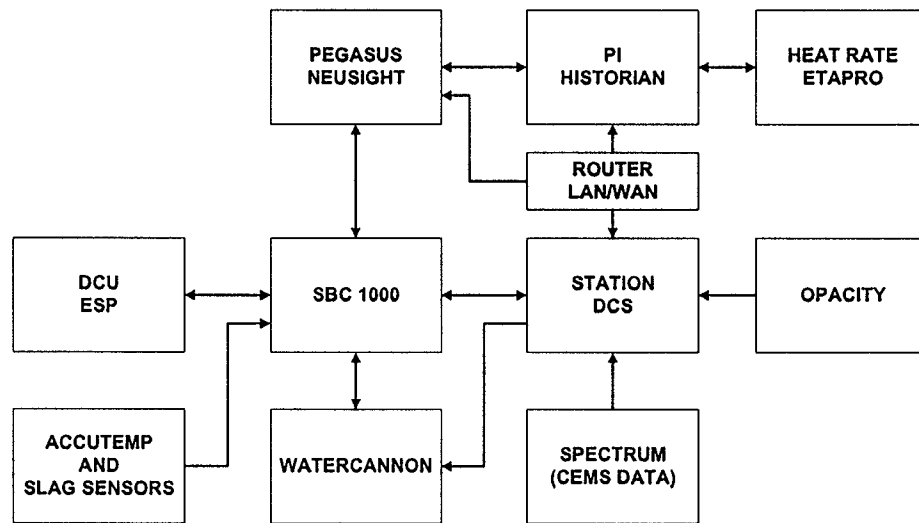 PEGASUS
NEUSIGHT
PI
HISTORIAN
HEAT RATE
ETAPRO
ROUTER
LAN/WAN
DCU
ESP
SBC 1000
STATION
DCS
OPACITY
ACCUTEMP
AND
SLAG SENSORS
WATERCANNON
SPECTRUM
(CEMS DATA)